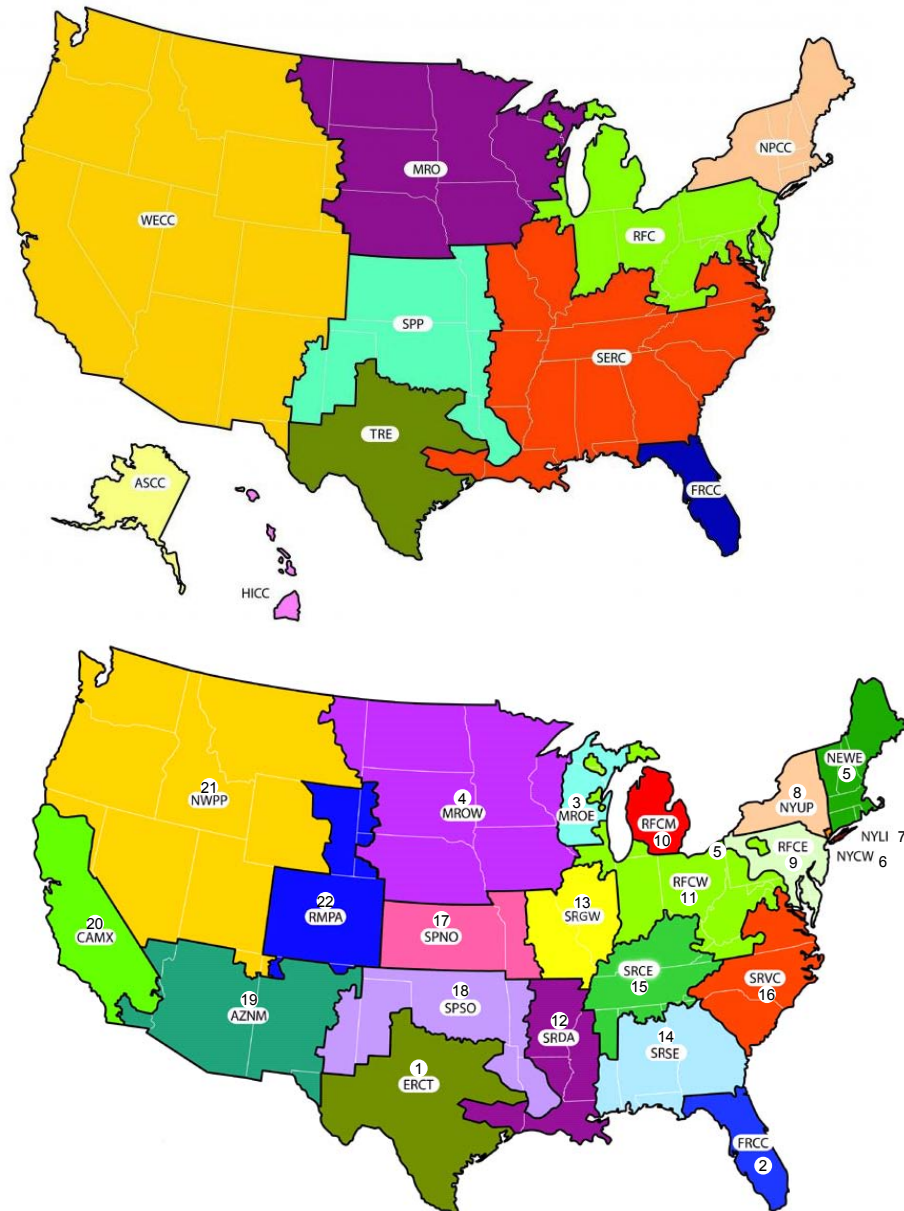 NPCC
MRO
WECC
RFC
SPP
SERC
TRE
ASCC
FRCC
HICC
NEWE
5
21
NWPP
8
NYUP
4
MROW
3
MROE
NYLI 7
RFCM
10
5
RFCE
9
NYCW 6
RFCW
11
13
SRGW
22
RMPA
17
SPNO
20
CAMX
SRCE
15
SRVC
16
18
SPSO
19
AZNM
12
SRDA
14
SRSE
1
ERCT
FRCC
2